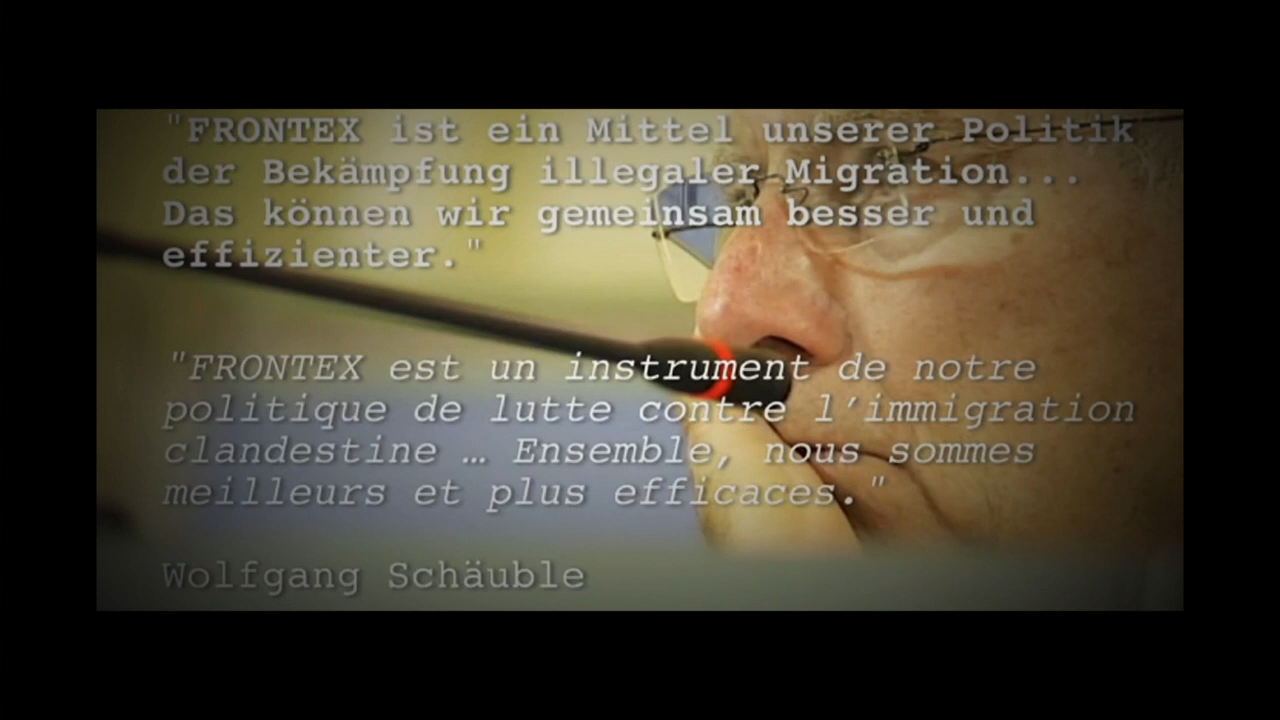 "FRONTEX ist ein Mittel unserer Politik
der Bekämpfung illegaler Migration...
Das können wir gemeinsam besser und
effizienter."
"FRONTEX est un instrument de notre
politique de lutte contre l’immigration
clandestine … Ensemble, nous sommes
meilleurs et plus efficaces."
Wolfgang Schäuble